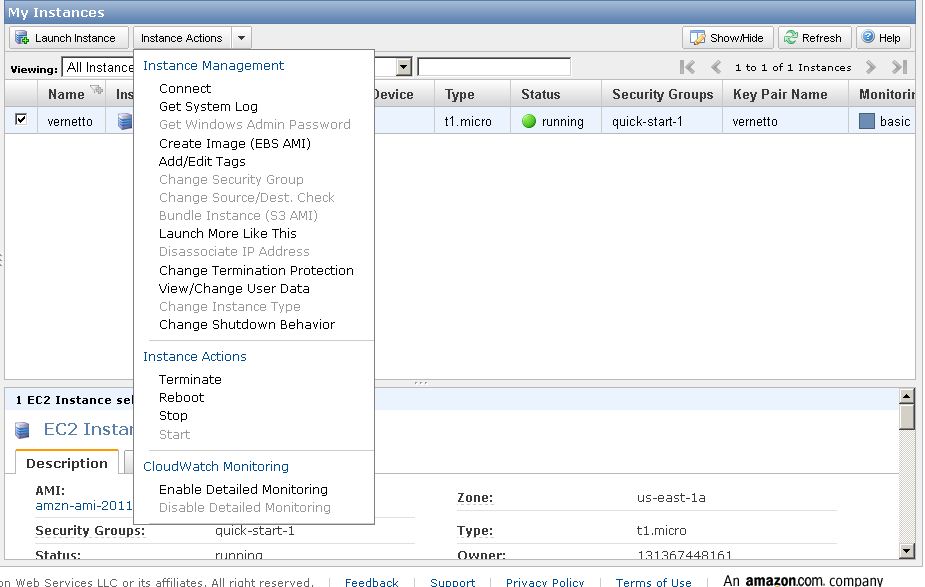 My Instances
Launch Instance Instance Actions Show/Hide Refresh Help
Viewing: All Instance 1 to 1 of 1 Instances
Name Ins Device Type Status Security Groups Key Pair Name Monitorin
vernetto t1.micro running quick-start-1 vernetto basic
Instance Management
Connect
Get System Log
Get Windows Admin Password
Create Image (EBS AMI)
Add/Edit Tags
Change Security Group
Change Source/Dest. Check
Bundle Instance (S3 AMI)
Launch More Like This
Disassociate IP Address
Change Termination Protection
View/Change User Data
Change Instance Type
Change Shutdown Behavior
Instance Actions
Terminate
Reboot
Stop
Start
CloudWatch Monitoring
Enable Detailed Monitoring
Disable Detailed Monitoring
1 EC2 Instance sel
EC2 Instan
Description
AMI:
amzn-ami-2011
Zone: us-east-1a
Security Groups: quick-start-1 Type: t1.micro
Status: running Owner: 131367448161
on Web Services LLC or its affiliates. All right reserved. Feedback Support Privacy Policy Terms of Use An amazon.com. company